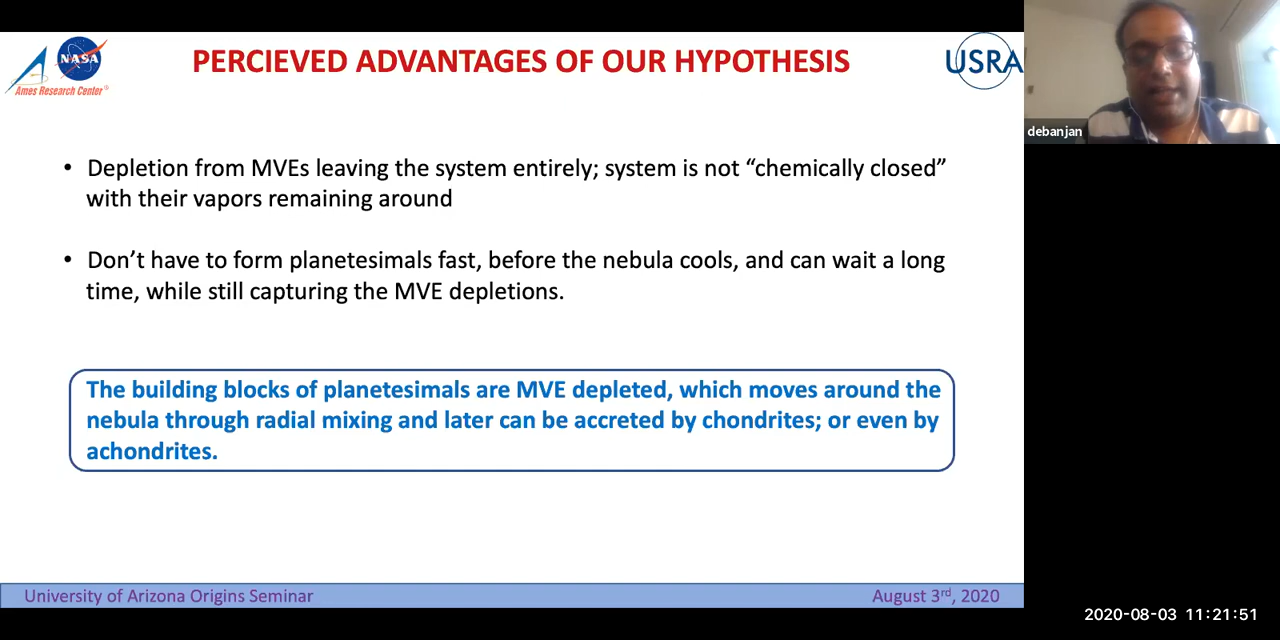 NASA
Ames Research Center
PERCIEVED ADVANTAGES OF OUR HYPOTHESIS
USRA
debanjan
• Depletion from MVEs leaving the system entirely; system is not “chemically closed”
with their vapors remaining around
• Don’t have to form planetesimals fast, before the nebula cools, and can wait a long
time, while still capturing the MVE depletions.
The building blocks of planetesimals are MVE depleted, which moves around the
nebula through radial mixing and later can be accreted by chondrites; or even by
achondrites.
University of Arizona Origins Seminar
August 3rd, 2020
2020-08-03 11:21:51